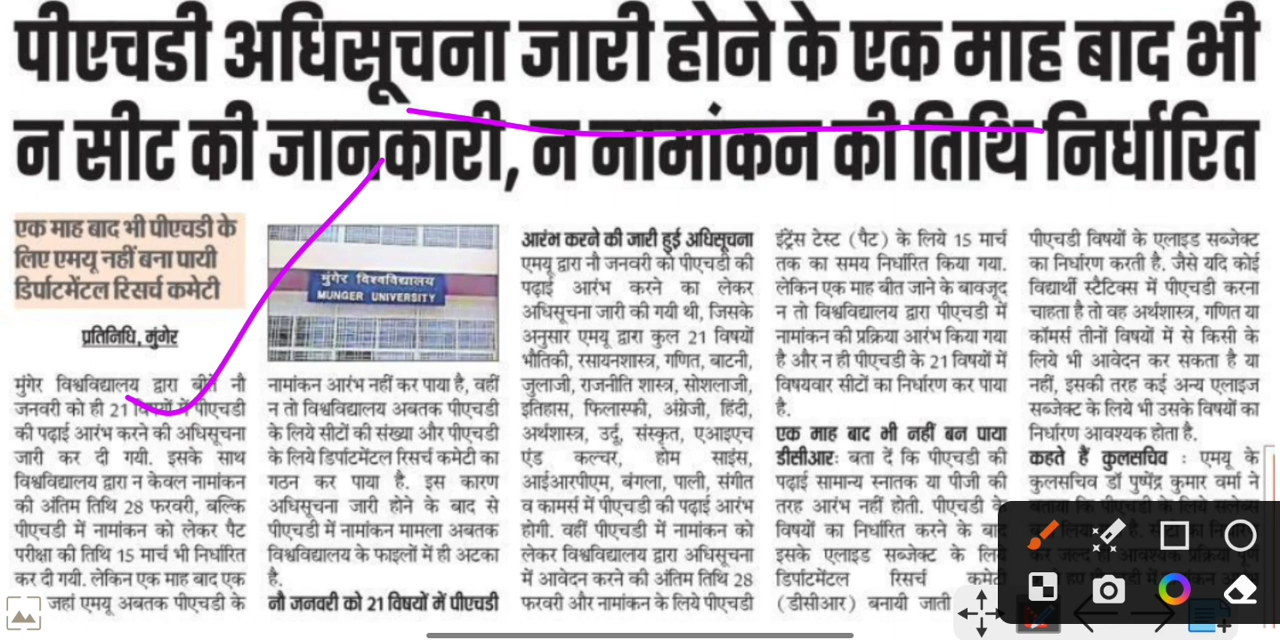 पीएचडी अधिसूचना जारी होने के एक माह बाद भी
न सीट की जानकारी, न नामांकन की तिथि निर्धारित
एक माह बाद भी पीएचडी के
लिए एमयू नहीं बना पायी
डिर्पाटमेंटल रिसर्च कमेटी
प्रतिनिधि, मुंगेर
मुंगेर विश्वविद्यालय द्वारा बीते नौ
जनवरी को ही 21 विषयों में पीएचडी
की पढ़ाई आरंभ करने की अधिसूचना
जारी कर दी गयी. इसके साथ
विश्वविद्यालय द्वारा न केवल नामांकन
की अंतिम तिथि 28 फरवरी, बल्कि
पीएचडी में नामांकन को लेकर पैट
परीक्षा की तिथि 15 मार्च भी निर्धारित
कर दी गयी. लेकिन एक माह बाद एक
जहां एमयू अबतक पीएचडी के
मुंगेर विश्वविद्यालय
MUNGER UNIVERSITY
नामांकन आरंभ नहीं कर पाया है, वहीं
न तो विश्वविद्यालय अबतक पीएचडी
के लिये सीटों की संख्या और पीएचडी
के लिये डिर्पाटमेंटल रिसर्च कमेटी का
गठन कर पाया है. इस कारण
अधिसूचना जारी होने के बाद से
पीएचडी में नामांकन मामला अबतक
विश्वविद्यालय के फाइलों में ही अटका
है.
नौ जनवरी को 21 विषयों में पीएचडी
आरंभ करने की जारी हुई अधिसूचना
एमयू द्वारा नौ जनवरी को पीएचडी की
पढ़ाई आरंभ करने का लेकर
अधिसूचना जारी की गयी थी, जिसके
अनुसार एमयू द्वारा कुल 21 विषयों
भौतिकी, रसायनशास्त्र, गणित, बाटनी,
जुलाजी, राजनीति शास्त्र, सोशलाजी,
इतिहास, फिलास्फी, अंग्रेजी, हिंदी,
अर्थशास्त्र, उर्दू, संस्कृत, एआइएच
एंड कल्चर, होम साइंस,
आईआरपीएम, बंगला, पाली, संगीत
व कामर्स में पीएचडी की पढ़ाई आरंभ
होगी. वहीं पीएचडी में नामांकन को
लेकर विश्वविद्यालय द्वारा अधिसूचना
में आवेदन करने की अंतिम तिथि 28
फरवरी और नामांकन के लिये पीएचडी
इंट्रेंस टेस्ट (पैट) के लिये 15 मार्च
तक का समय निर्धारित किया गया.
लेकिन एक माह बीत जाने के बावजूद
न तो विश्वविद्यालय द्वारा पीएचडी में
नामांकन की प्रक्रिया आरंभ किया गया
है और न ही पीएचडी के 21 विषयों में
विषयवार सीटों का निर्धारण कर पाया
है.
एक माह बाद भी नहीं बन पाया
डीसीआरः बता दें कि पीएचडी की
पढ़ाई सामान्य स्नातक या पीजी की
तरह आरंभ नहीं होती. पीएचडी के
विषयों का निर्धारित करने के बाद
इसके एलाइड सब्जेक्ट के लिये
डिर्पाटमेंटल रिसर्च कमेटी
(डीसीआर) बनायी जाती
पीएचडी विषयों के एलाइड सब्जेक्ट
का निर्धारण करती है. जैसे यदि कोई
विद्यार्थी स्टैटिक्स में पीएचडी करना
चाहता है तो वह अर्थशास्त्र, गणित या
कॉमर्स तीनों विषयों में से किसी के
लिये भी आवेदन कर सकता है या
नहीं, इसकी तरह कई अन्य एलाइज
सब्जेक्ट के लिये भी उसके विषयों का
निर्धारण आवश्यक होता है.
कहते हैं कुलसचिव : एमयू के
कुलसचिव डॉ पुष्पेंद्र कुमार वर्मा ने
बताया कि पीएचडी के लिये सलेबस